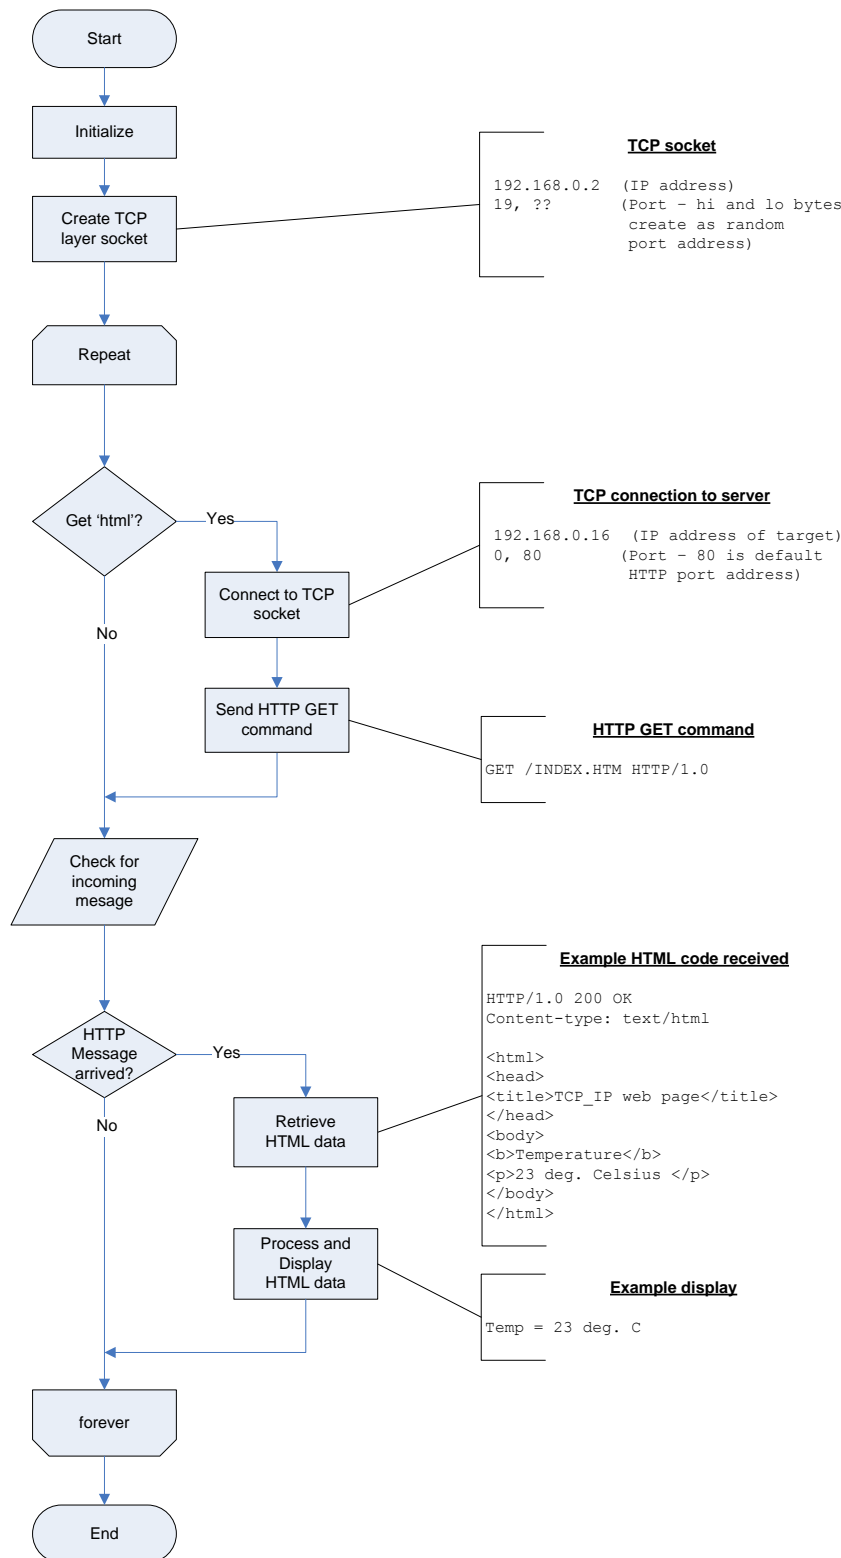 Start
Initialize
TCP socket
192.168.0.2 (IP address)
19, ?? (Port – hi and lo bytes
create as random
port address)
Create TCP
layer socket
Repeat
Get ‘html’?
Yes
No
TCP connection to server
192.168.0.16 (IP address of target)
0, 80 (Port – 80 is default
HTTP port address)
Connect to TCP
socket
Send HTTP GET
command
HTTP GET command
GET /INDEX.HTM HTTP/1.0
Check for
incoming
mesage
HTTP
Message
arrived?
Yes
No
Example HTML code received
HTTP/1.0 200 OK
Content-type: text/html
<html>
<head>
<title>TCP_IP web page</title>
</head>
<body>
<b>Temperature</b>
<p>23 deg. Celsius </p>
</body>
</html>
Retrieve
HTML data
Process and
Display
HTML data
Example display
Temp = 23 deg. C
forever
End